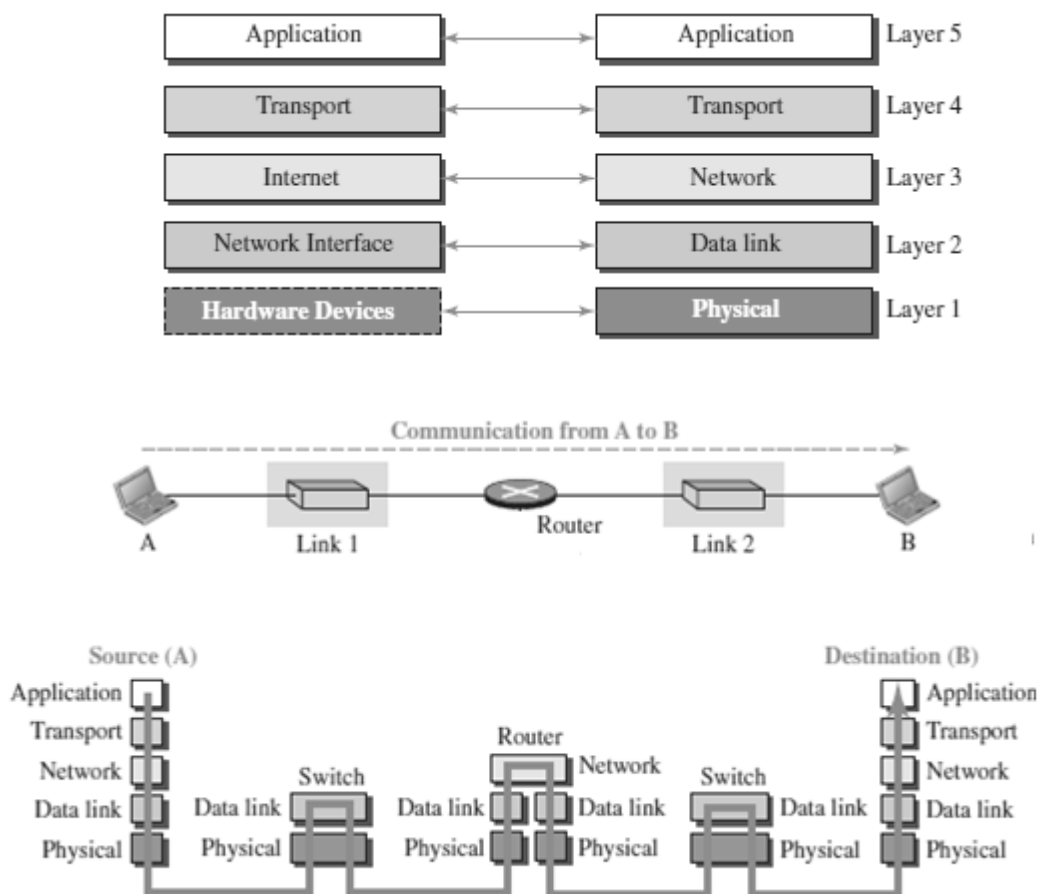 Application Application Layer 5
Transport Transport Layer 4
Internet Network Layer 3
Network Interface Data link Layer 2
Hardware Devices Physical Layer 1
Communication from A to B
Router
A Link 1 Link 2 B
Source (A) Destination (B)
Application Application
Transport Transport
Router
Network Switch Network Switch Network
Data link Data link Data link Data link Data link Data link
Physical Physical Physical Physical Physical Physical